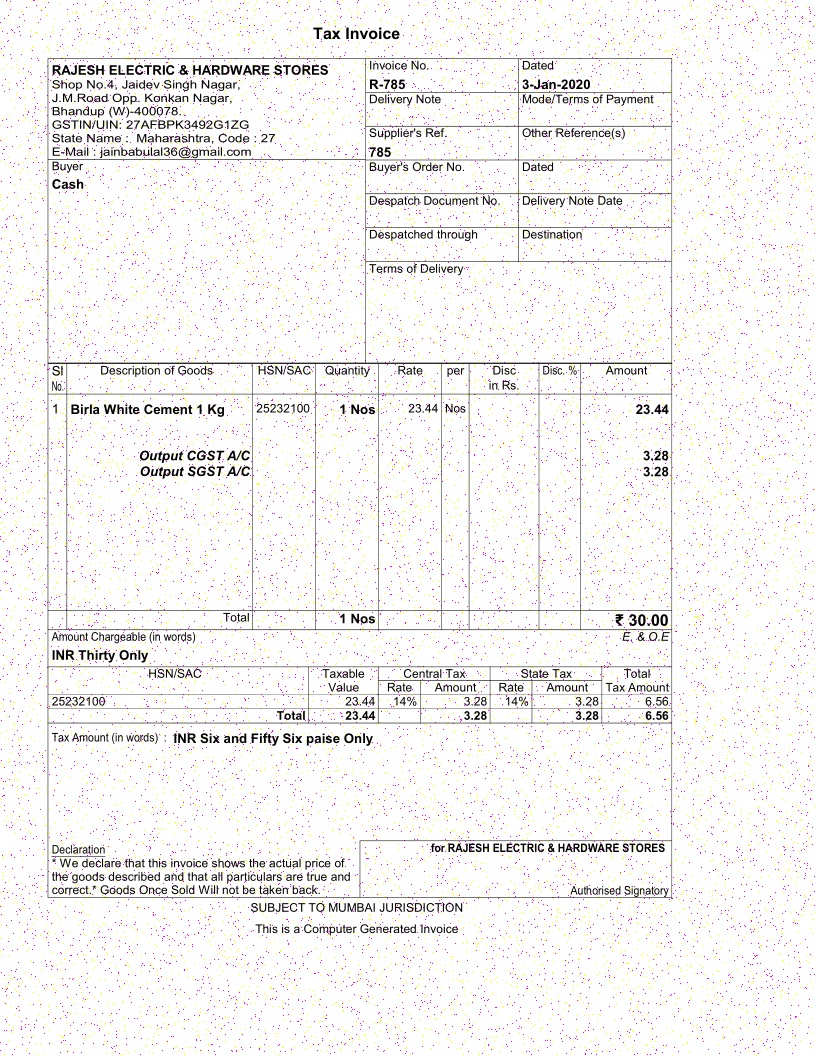 Tax Invoice
RAJESH ELECTRIC & HARDWARE STORES
Shop No.4, Jaidev Singh Nagar,
J.M.Road Opp. Konkan Nagar,
Bhandup (W)-400078.
GSTIN/UIN: 27AFBPK3492G1ZG
State Name : Maharashtra, Code : 27
E-Mail : jainbabulal36@gmail.com
Invoice No. Dated
R-785 3-Jan-2020
Delivery Note Mode/Terms of Payment
Supplier's Ref. Other Reference(s)
785
Buyer
Cash
Buyer's Order No. Dated
Despatch Document No. Delivery Note Date
Despatched through Destination
Terms of Delivery
Sl No. Description of Goods HSN/SAC Quantity Rate per Disc. in Rs. Disc. % Amount
1 Birla White Cement 1 Kg 25232100 1 Nos 23.44 Nos 23.44
Output CGST A/C 3.28
Output SGST A/C 3.28
Total 1 Nos ₹ 30.00
Amount Chargeable (in words) E. & O.E
INR Thirty Only
HSN/SAC Taxable Value Central Tax State Tax Total Tax Amount
Rate Amount Rate Amount
25232100 23.44 14% 3.28 14% 3.28 6.56
Total 23.44 3.28 3.28 6.56
Tax Amount (in words) : INR Six and Fifty Six paise Only
Declaration
* We declare that this invoice shows the actual price of
the goods described and that all particulars are true and
correct.* Goods Once Sold Will not be taken back.
for RAJESH ELECTRIC & HARDWARE STORES
Authorised Signatory
SUBJECT TO MUMBAI JURISDICTION
This is a Computer Generated Invoice